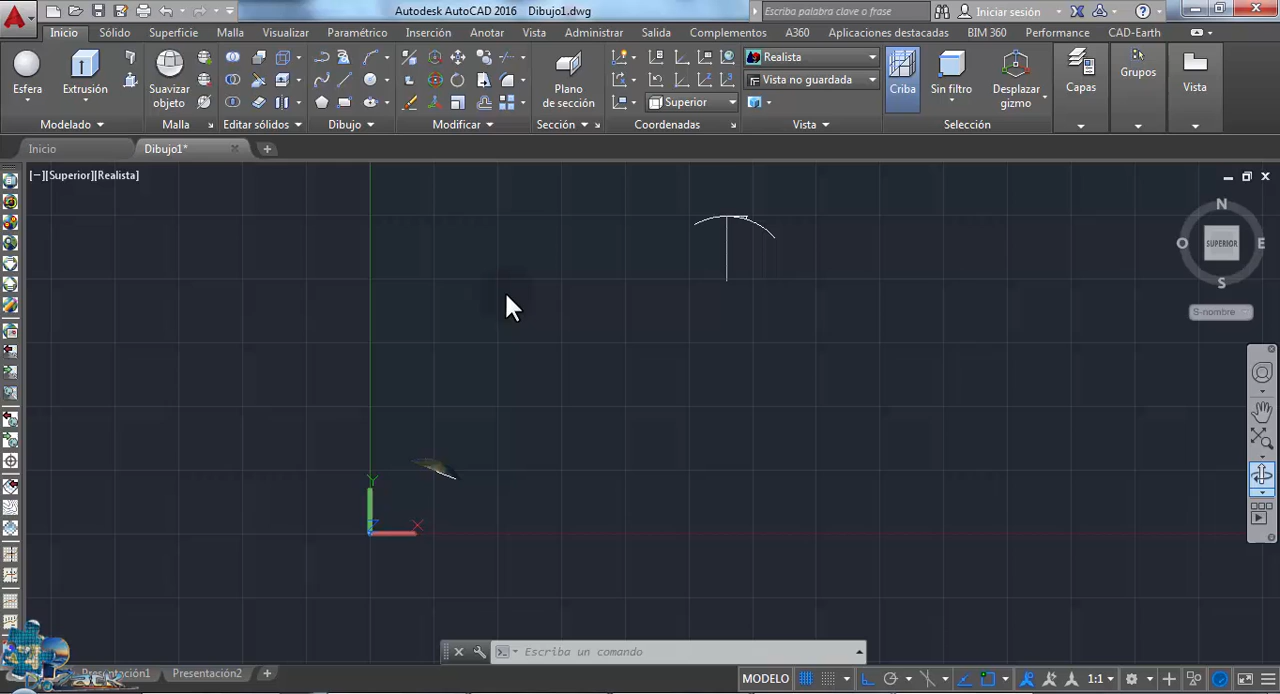 Autodesk AutoCAD 2016 Dibujo1.dwg
Escriba palabra clave o frase
Iniciar sesión
Inicio Sólido Superficie Malla Visualizar Paramétrico Inserción Anotar Vista Administrar Salida Complementos A360 Aplicaciones destacadas BIM 360 Performance CAD-Earth
Realista
Vista no guardada
Superior
Esfera
Extrusión
Suavizar
objeto
Plano
de sección
Criba
Sin filtro
Desplazar
gizmo
Capas
Grupos
Vista
Modelado Malla Editar sólidos Dibujo Modificar Sección Coordenadas Vista Selección
Inicio Dibujo1*
[−][Superior][Realista]
N
O SUPERIOR E
S
S-nombre
Y
X
Escriba un comando
Presentación1 Presentación2
MODELO 1:1